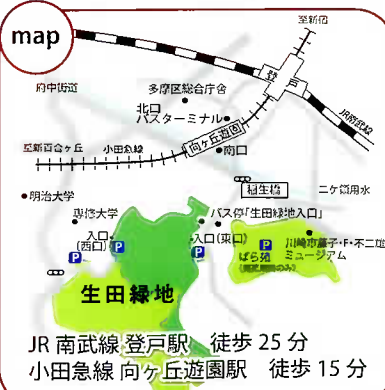 map
至新宿
登戸
JR南武線
府中街道
多摩区総合庁舎
北口
バスターミナル
向ヶ丘遊園
南口
至新百合ヶ丘
小田急線
稲生橋
二ケ領用水
明治大学
専修大学
バス停「生田緑地入口」
入口
(西口)
P
P
入口(東口)
P
P
ばら苑
川崎市藤子・F・不二雄
ミュージアム
生田緑地
JR 南武線 登戸駅 徒歩 25 分
小田急線 向ヶ丘遊園駅 徒歩 15 分